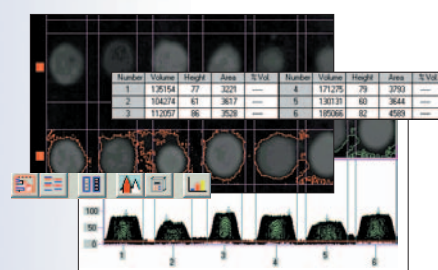 Number Volume Height Area % Vol. Number Volume Height Area % Vol.
1 135154 77 3221 ---- 4 171275 79 3793 ----
2 104274 61 3617 ---- 5 130131 60 3644 ----
3 112057 86 3528 ---- 6 185066 82 4589 ----
100
50
0
1 2 3 4 5 6